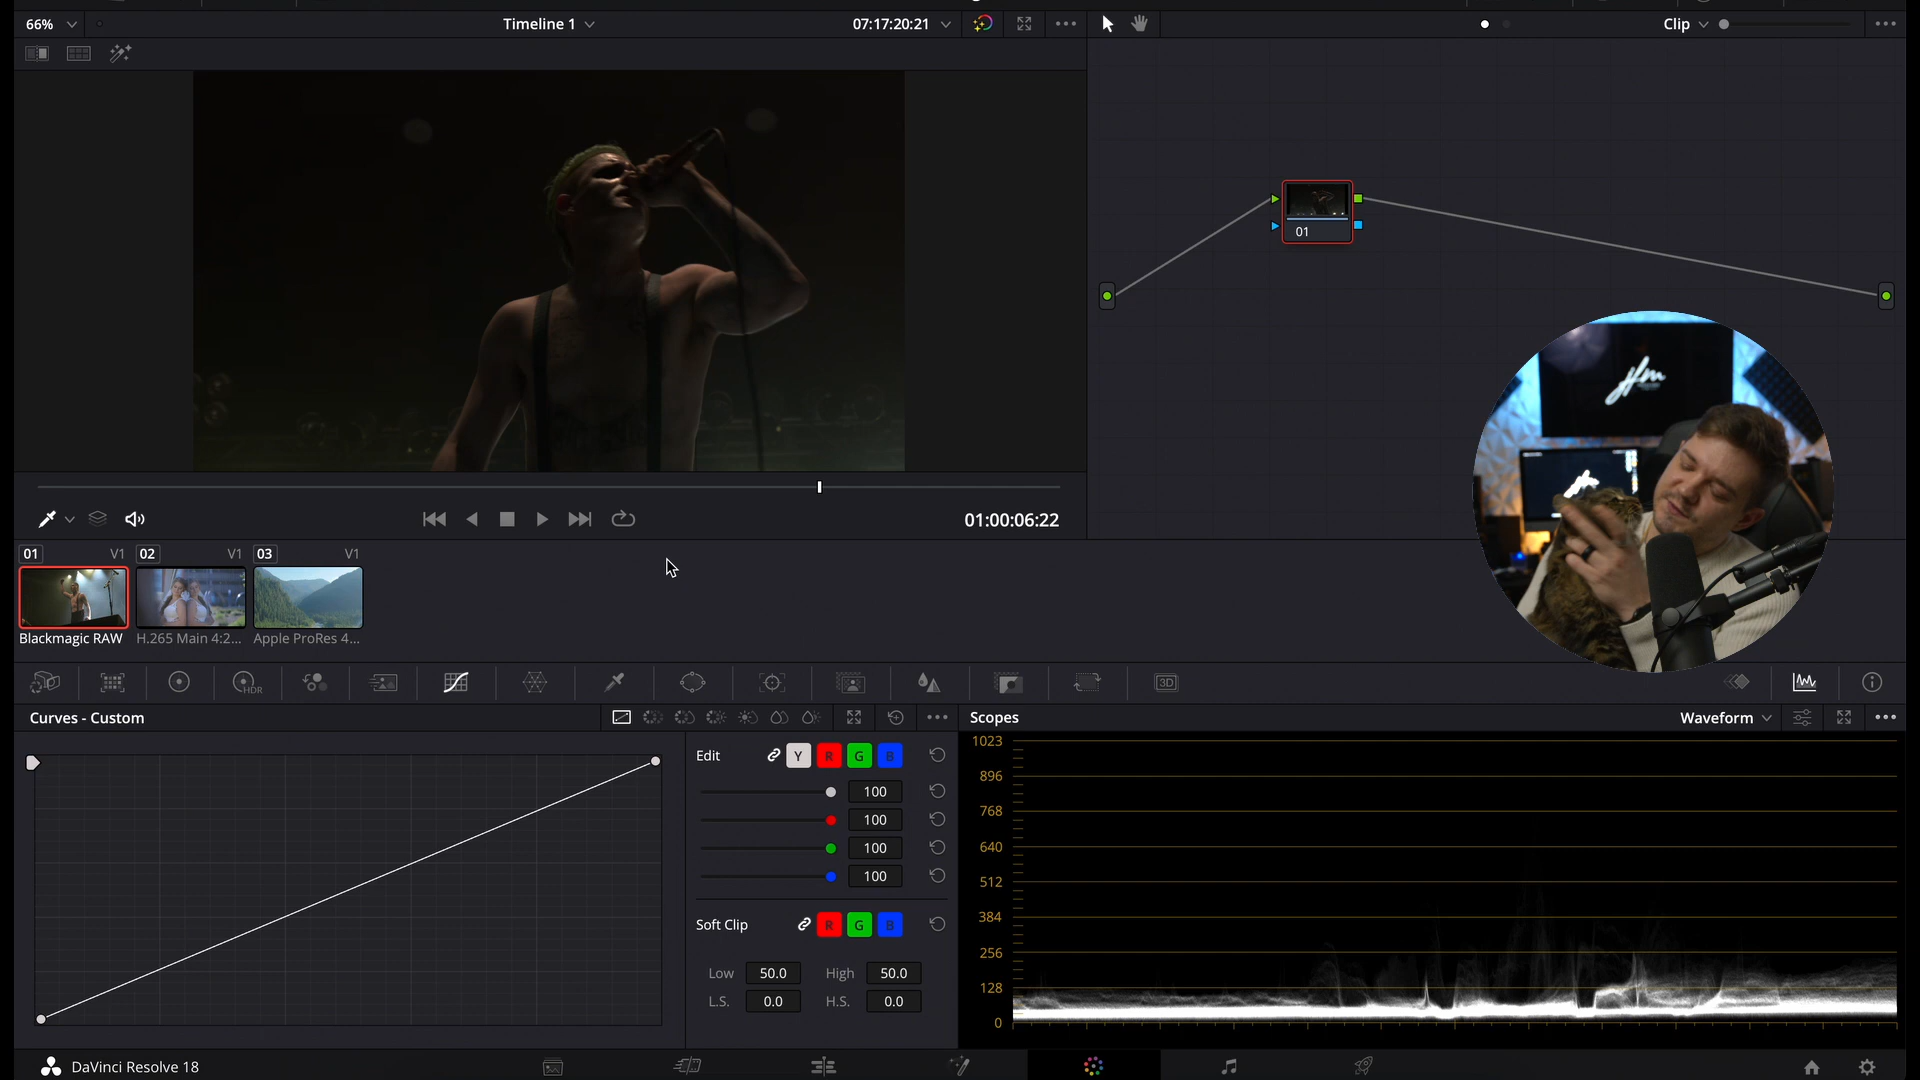 66%
Timeline 1
07:17:20:21
Clip
01
jfm
01:00:06:22
01 V1 02 V1 03 V1
Blackmagic RAW H.265 Main 4:2... Apple ProRes 4...
HDR
3D
Curves - Custom
Scopes
Waveform
Edit Y R G B
100
100
100
100
Soft Clip R G B
Low 50.0 High 50.0
L.S. 0.0 H.S. 0.0
1023
896
768
640
512
384
256
128
0
DaVinci Resolve 18